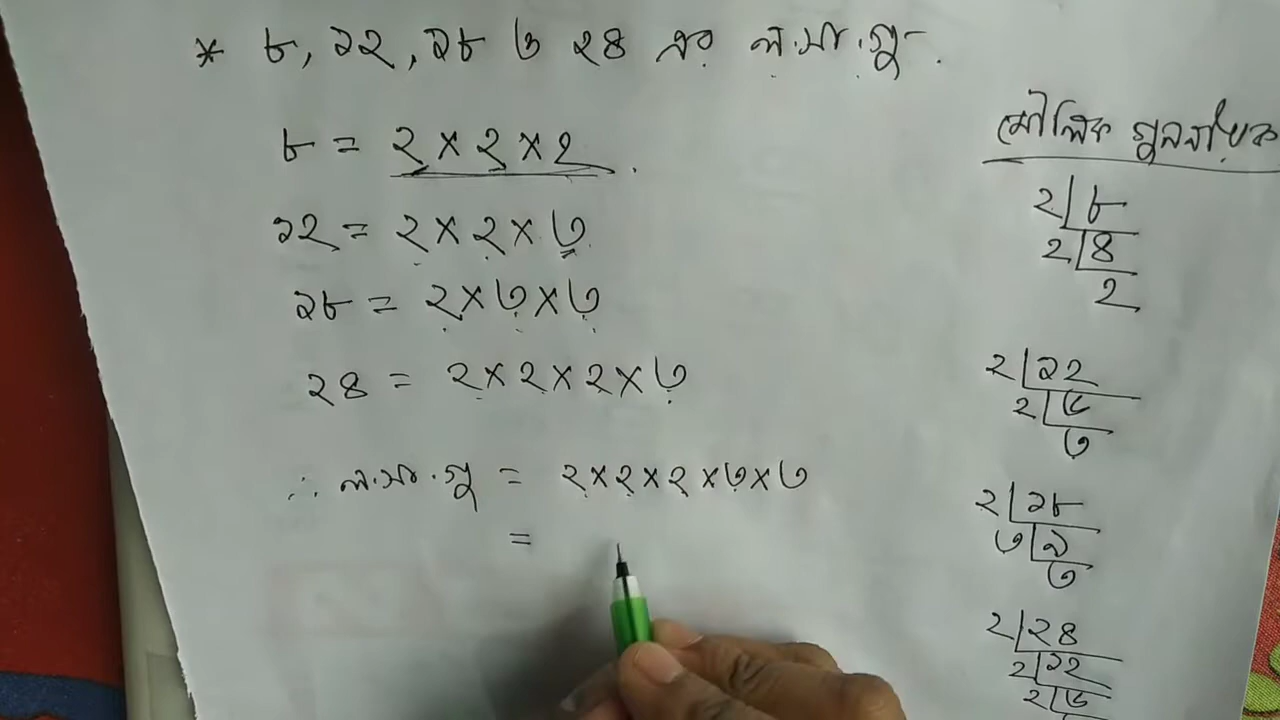 * ৮, ১২, ১৮ ও ২৪ এর ল.সা.গু-
৮ = ২ × ২ × ২
১২ = ২ × ২ × ৩
১৮ = ২ × ৩ × ৩
২৪ = ২ × ২ × ২ × ৩
∴ ল.সা.গু = ২ × ২ × ২ × ৩ × ৩
=
মৌলিক গুননীয়ক
২ | ৮
২ | ৪
২
২ | ১২
২ | ৬
৩
২ | ১৮
৩ | ৯
৩
২ | ২৪
২ | ১২
২ | ৬